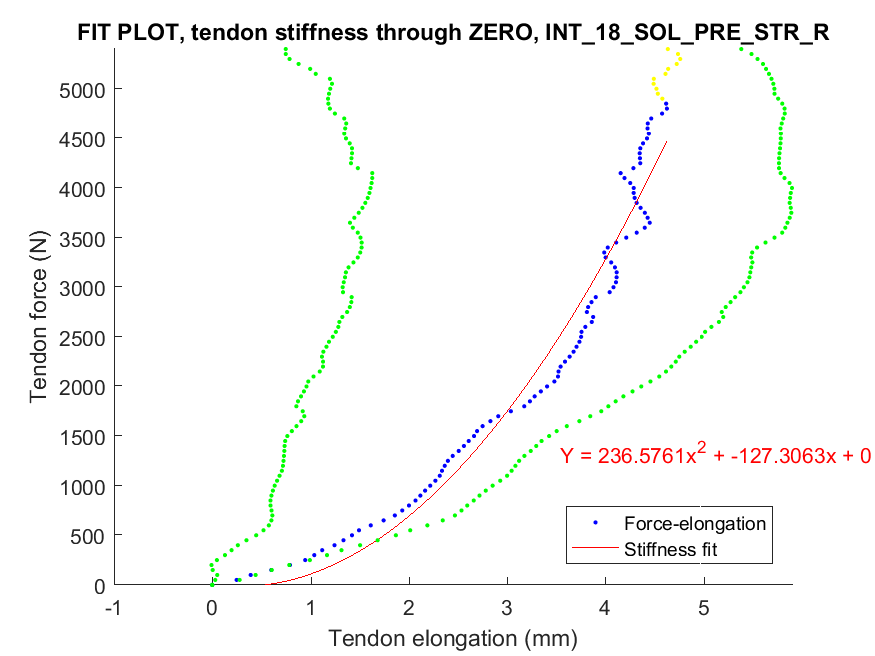 FIT PLOT, tendon stiffness through ZERO, INT_18_SOL_PRE_STR_R
Tendon force (N)
5000
4500
4000
3500
3000
2500
2000
1500
1000
500
0
Y = 236.5761x² + -127.3063x + 0
Force-elongation
Stiffness fit
-1 0 1 2 3 4 5
Tendon elongation (mm)